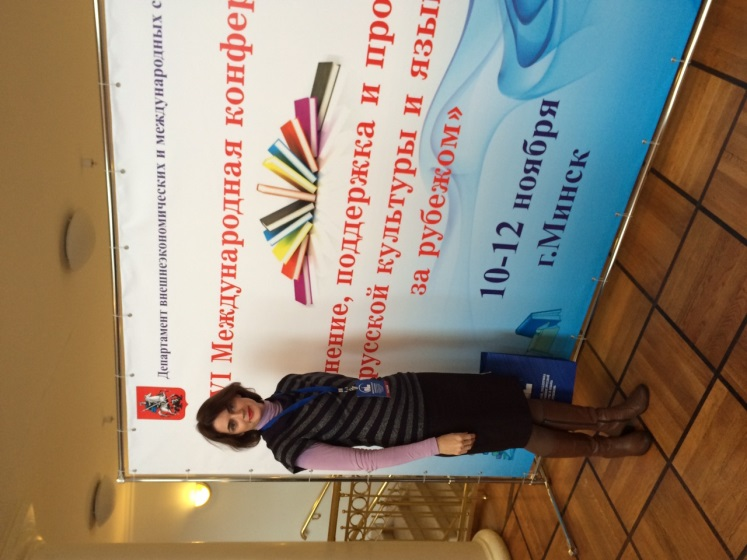 Департамент внешнеэкономических и международных с
VI Международная конфер
нение, поддержка и про
русской культуры и язы
за рубежом»
10-12 ноября
г.Минск